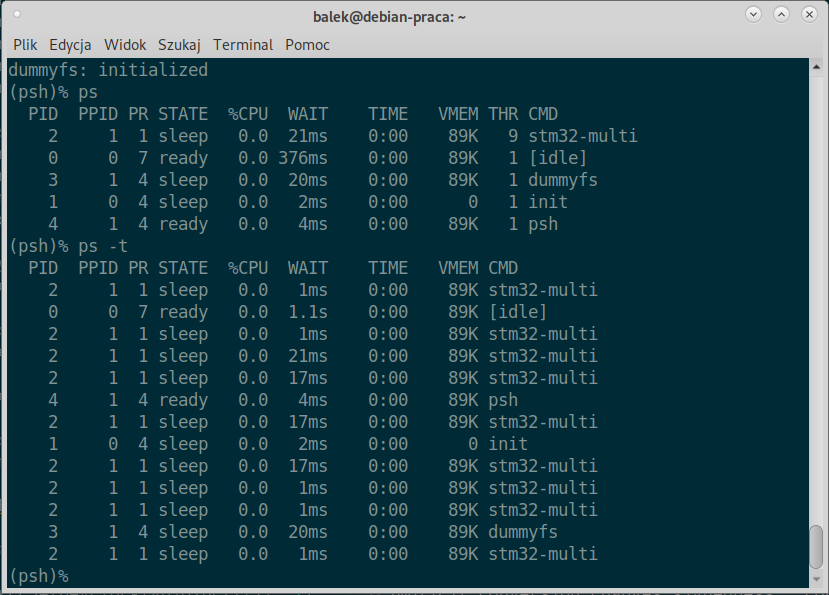 balek@debian-praca: ~
Plik Edycja Widok Szukaj Terminal Pomoc
dummyfs: initialized
(psh)% ps
  PID  PPID PR STATE  %CPU  WAIT    TIME   VMEM THR CMD
    2     1  1 sleep   0.0  21ms    0:00    89K   9 stm32-multi
    0     0  7 ready   0.0 376ms    0:00    89K   1 [idle]
    3     1  4 sleep   0.0  20ms    0:00    89K   1 dummyfs
    1     0  4 sleep   0.0   2ms    0:00      0   1 init
    4     1  4 ready   0.0   4ms    0:00    89K   1 psh
(psh)% ps -t
  PID  PPID PR STATE  %CPU  WAIT    TIME   VMEM CMD
    2     1  1 sleep   0.0   1ms    0:00    89K stm32-multi
    0     0  7 ready   0.0  1.1s    0:00    89K [idle]
    2     1  1 sleep   0.0   1ms    0:00    89K stm32-multi
    2     1  1 sleep   0.0  21ms    0:00    89K stm32-multi
    2     1  1 sleep   0.0  17ms    0:00    89K stm32-multi
    4     1  4 ready   0.0   4ms    0:00    89K psh
    2     1  1 sleep   0.0  17ms    0:00    89K stm32-multi
    1     0  4 sleep   0.0   2ms    0:00      0 init
    2     1  1 sleep   0.0  17ms    0:00    89K stm32-multi
    2     1  1 sleep   0.0   1ms    0:00    89K stm32-multi
    2     1  1 sleep   0.0   1ms    0:00    89K stm32-multi
    3     1  4 sleep   0.0  20ms    0:00    89K dummyfs
    2     1  1 sleep   0.0   1ms    0:00    89K stm32-multi
(psh)%